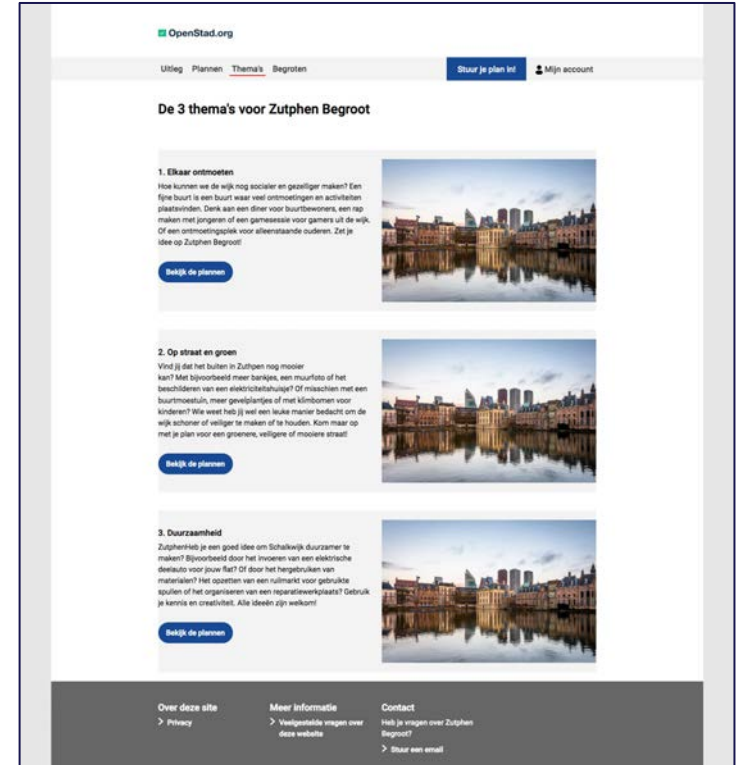 OpenStad.org
Uitleg Plannen Thema's Begroten Stuur je plan in! Mijn account
De 3 thema's voor Zutphen Begroot
1. Elkaar ontmoeten
Hoe kunnen we de wijk nog socialer en gezelliger maken? Een
fijne buurt is een buurt waar veel ontmoetingen en activiteiten
plaatsvinden. Denk aan een diner voor buurtbewoners, een rap
maken met jongeren of een gamesessie voor gamers uit de wijk.
Of een ontmoetingsplek voor alleenstaande ouderen. Zet je
idee op Zutphen Begroot!
Bekijk de plannen
2. Op straat en groen
Vind jij dat het buiten in Zuthpen nog mooier
kan? Met bijvoorbeeld meer bankjes, een muurfoto of het
beschilderen van een elektriciteitshuisje? Of misschien met een
buurtmoestuin, meer gevelplantjes of met klimbomen voor
kinderen? Wie weet heb jij wel een leuke manier bedacht om de
wijk schoner of veiliger te maken of te houden. Kom maar op
met je plan voor een groenere, veiligere of mooiere straat!
Bekijk de plannen
3. Duurzaamheid
ZutphenHeb je een goed idee om Schalkwijk duurzamer te
maken? Bijvoorbeeld door het invoeren van een elektrische
deelauto voor jouw flat? Of door het hergebruiken van
materialen? Het opzetten van een ruilmarkt voor gebruikte
spullen of het organiseren van een reparatiewerkplaats? Gebruik
je kennis en creativiteit. Alle ideeën zijn welkom!
Bekijk de plannen
Over deze site
> Privacy
Meer informatie
> Veelgestelde vragen over
deze website
Contact
Heb je vragen over Zutphen
Begroot?
> Stuur een email